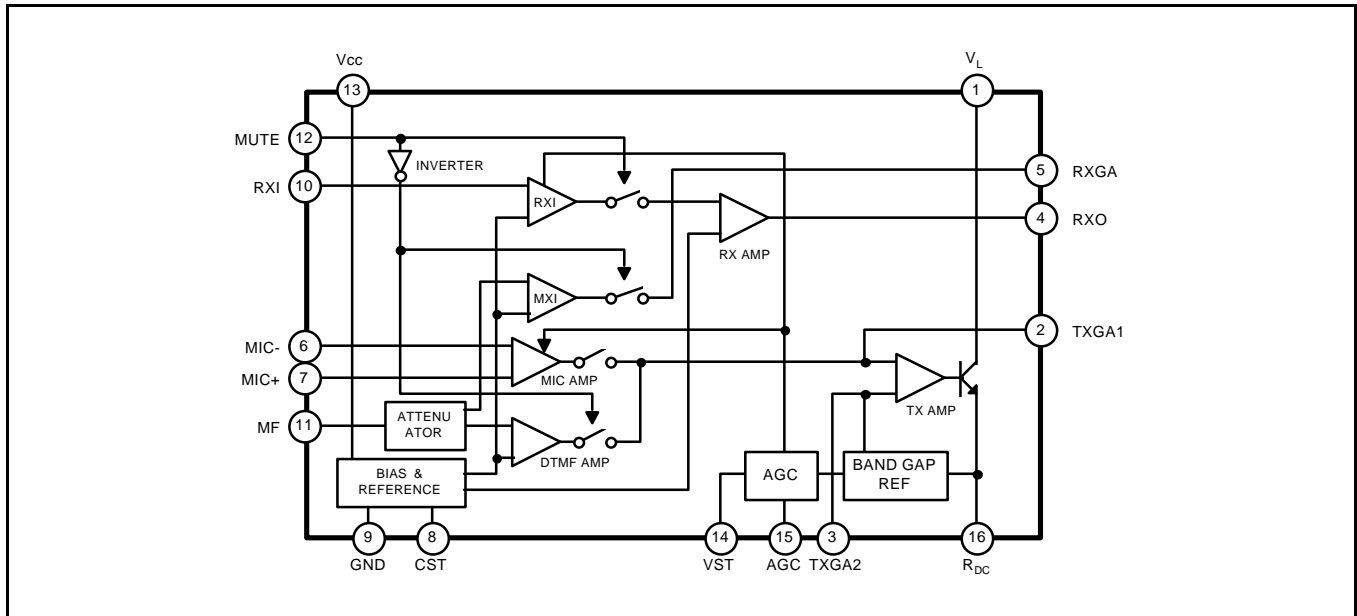 Vcc
V_L
13
1
MUTE
12
INVERTER
RXI
10
RXI
5
RXGA
4
RXO
RX AMP
MXI
MIC-
6
2
TXGA1
MIC+
7
MIC AMP
TX AMP
MF
11
ATTENU
ATOR
DTMF AMP
BIAS &
REFERENCE
AGC
BAND GAP
REF
9
8
14
15
3
16
GND
CST
VST
AGC
TXGA2
R_DC